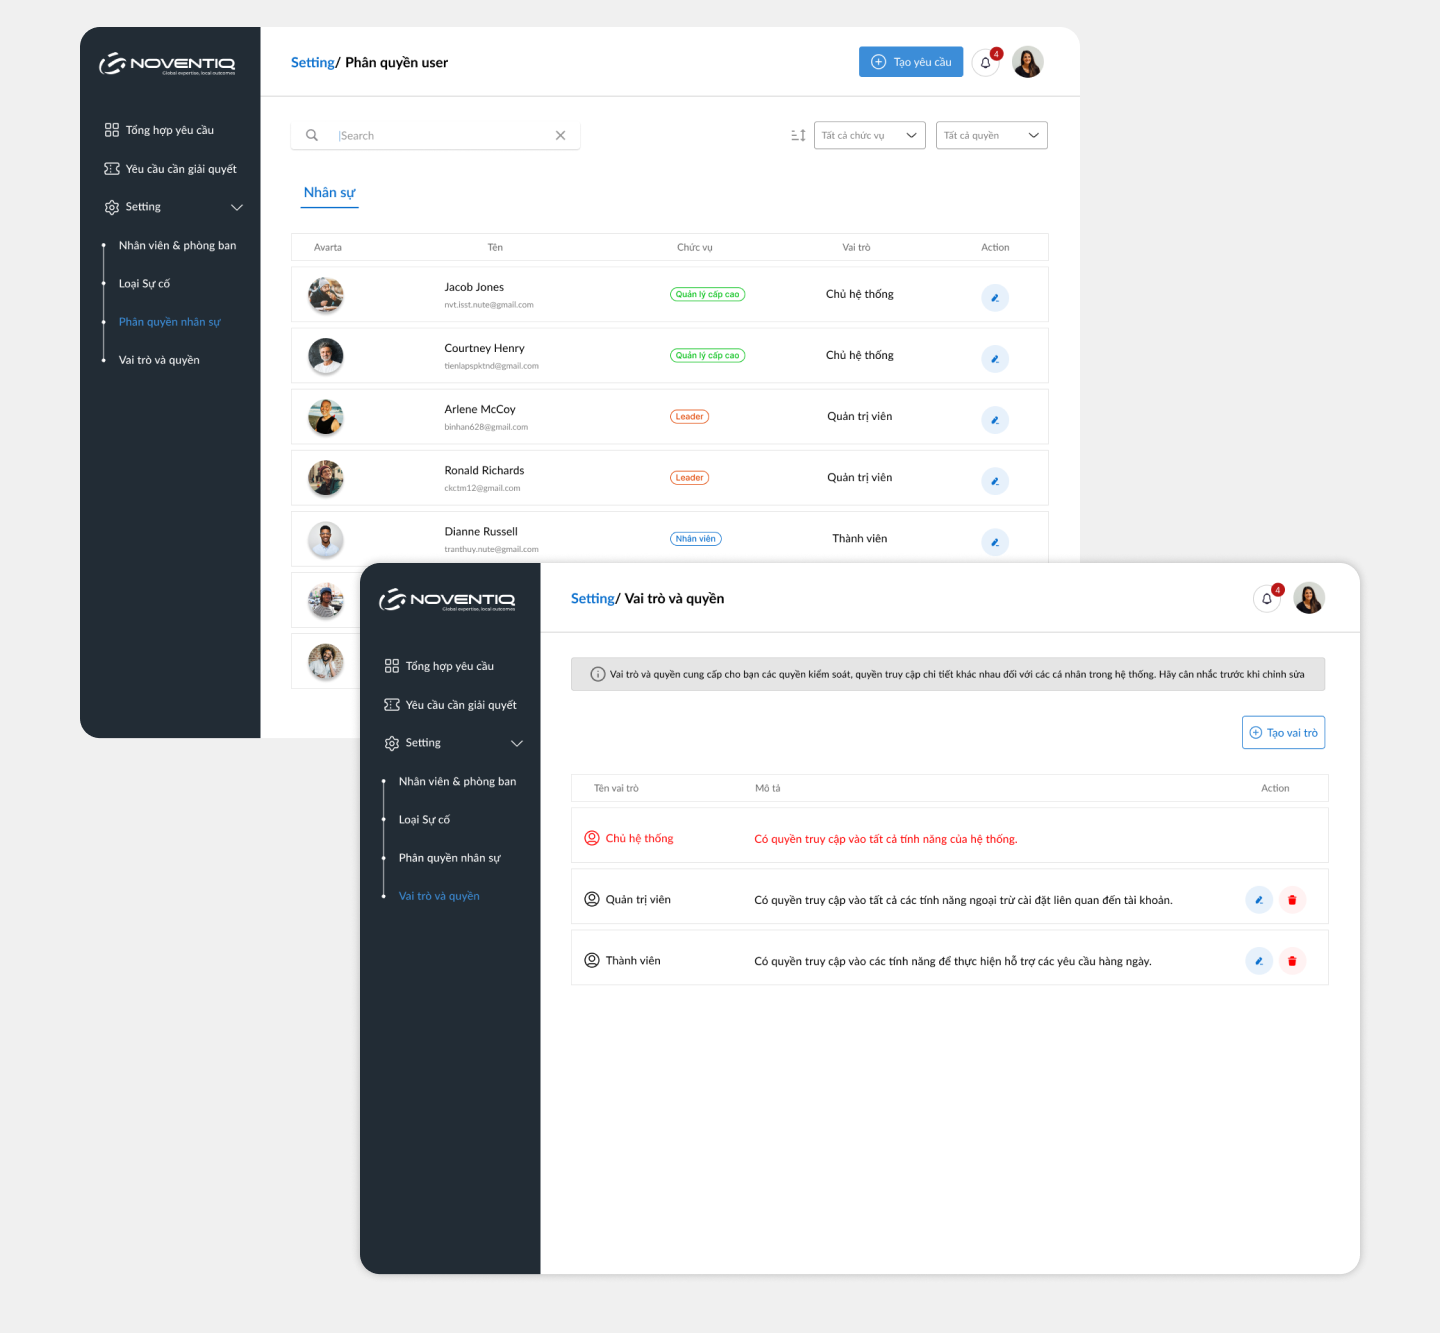 NOVENTIQ
Global expertise, local outcomes
Setting/ Phân quyền user
Tạo yêu cầu
4
Tổng hợp yêu cầu
Yêu cầu cần giải quyết
Setting
Nhân viên & phòng ban
Loại Sự cố
Phân quyền nhân sự
Vai trò và quyền
Search
Tất cả chức vụ
Tất cả quyền
Nhân sự
Avarta Tên Chức vụ Vai trò Action
Jacob Jones
nvt.isst.nute@gmail.com
Quản lý cấp cao
Chủ hệ thống
Courtney Henry
tienlapspktnd@gmail.com
Quản lý cấp cao
Chủ hệ thống
Arlene McCoy
binhan628@gmail.com
Leader
Quản trị viên
Ronald Richards
ckctm12@gmail.com
Leader
Quản trị viên
Dianne Russell
tranthuy.nute@gmail.com
Nhân viên
Thành viên
NOVENTIQ
Global expertise, local outcomes
Setting/ Vai trò và quyền
4
Tổng hợp yêu cầu
Yêu cầu cần giải quyết
Setting
Nhân viên & phòng ban
Loại Sự cố
Phân quyền nhân sự
Vai trò và quyền
Vai trò và quyền cung cấp cho bạn các quyền kiểm soát, quyền truy cập chi tiết khác nhau đối với các cá nhân trong hệ thống. Hãy cân nhắc trước khi chỉnh sửa
Tạo vai trò
Tên vai trò Mô tả Action
Chủ hệ thống Có quyền truy cập vào tất cả tính năng của hệ thống.
Quản trị viên Có quyền truy cập vào tất cả các tính năng ngoại trừ cài đặt liên quan đến tài khoản.
Thành viên Có quyền truy cập vào các tính năng để thực hiện hỗ trợ các yêu cầu hàng ngày.